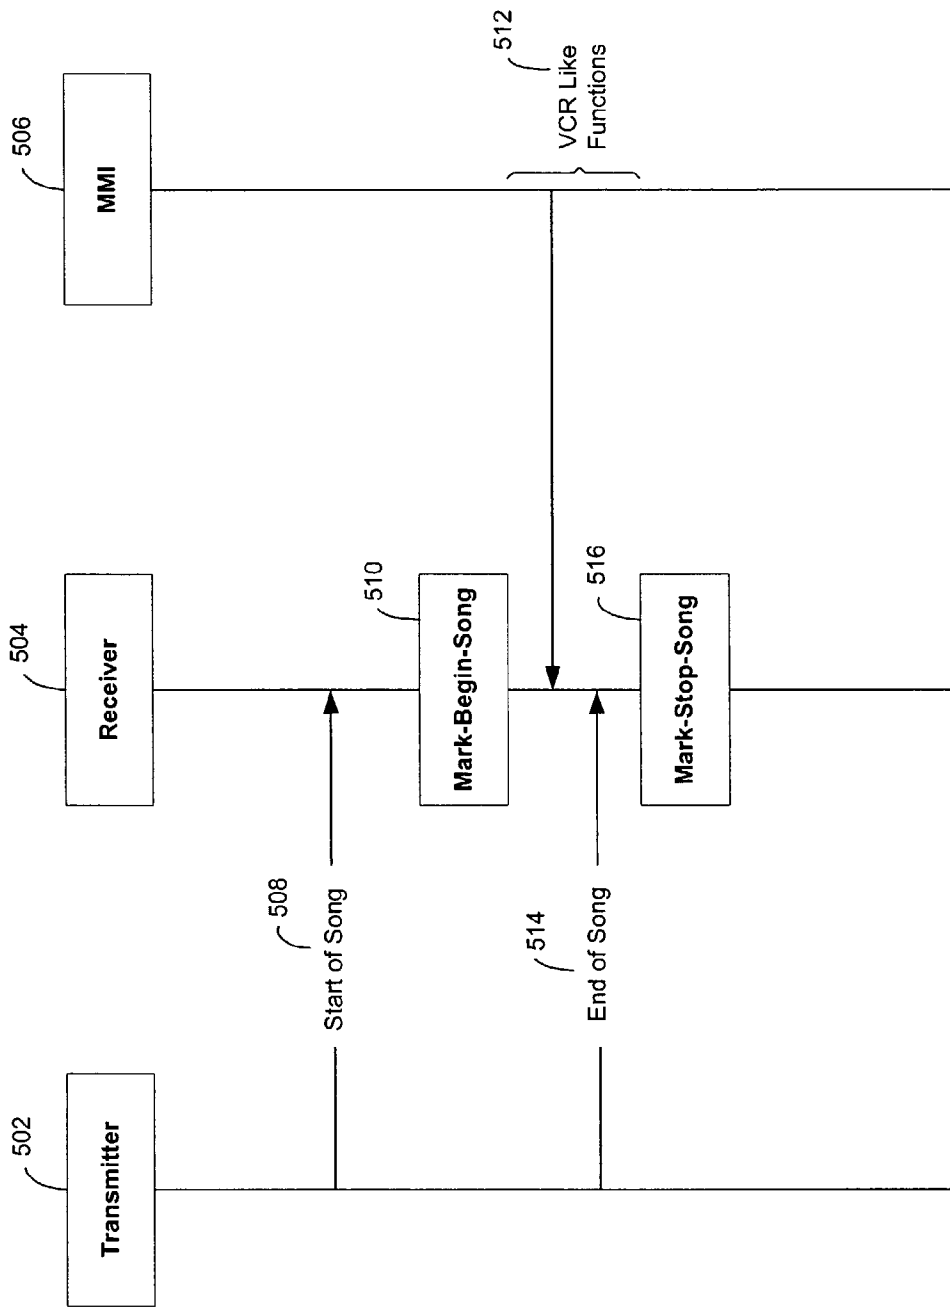 502
Transmitter
504
Receiver
506
MMI
508
Start of Song
510
Mark-Begin-Song
512
VCR Like
Functions
514
End of Song
516
Mark-Stop-Song